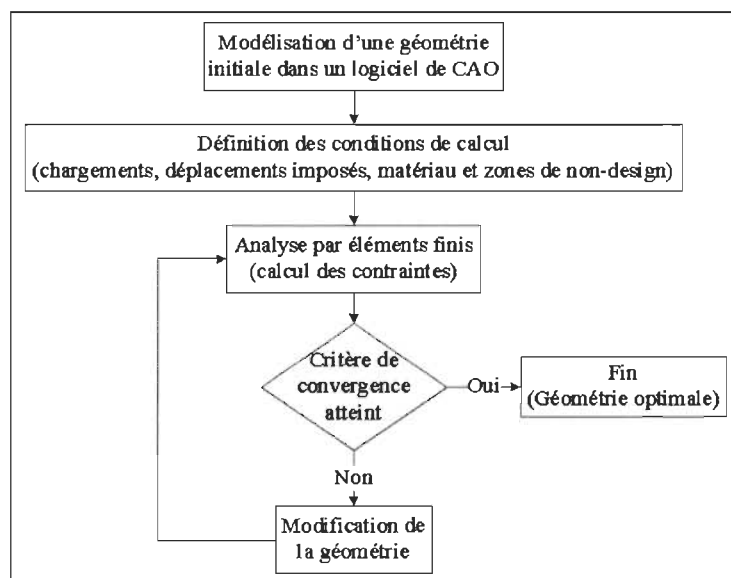 Modélisation d'une géométrie
initiale dans un logiciel de CAO
Définition des conditions de calcul
(chargements, déplacements imposés, matériau et zones de non-design)
Analyse par éléments finis
(calcul des contraintes)
Critère de
convergence
atteint
Oui
Fin
(Géométrie optimale)
Non
Modification de
la géométrie